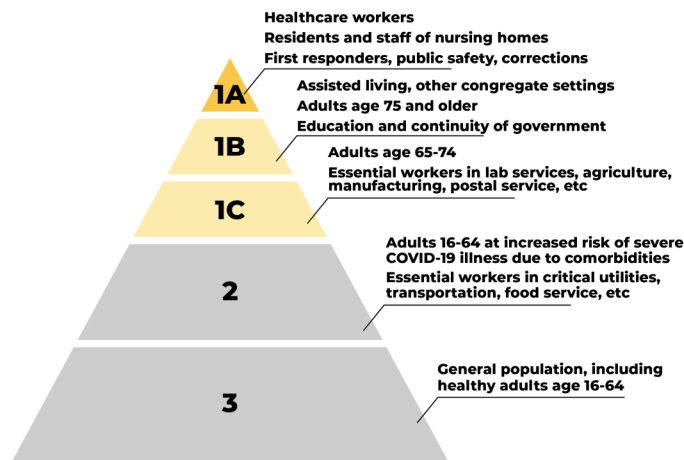 Healthcare workers
Residents and staff of nursing homes
First responders, public safety, corrections
1A
Assisted living, other congregate settings
Adults age 75 and older
Education and continuity of government
1B
Adults age 65-74
Essential workers in lab services, agriculture,
manufacturing, postal service, etc
1C
Adults 16-64 at increased risk of severe
COVID-19 illness due to comorbidities
Essential workers in critical utilities,
transportation, food service, etc
2
General population, including
healthy adults age 16-64
3